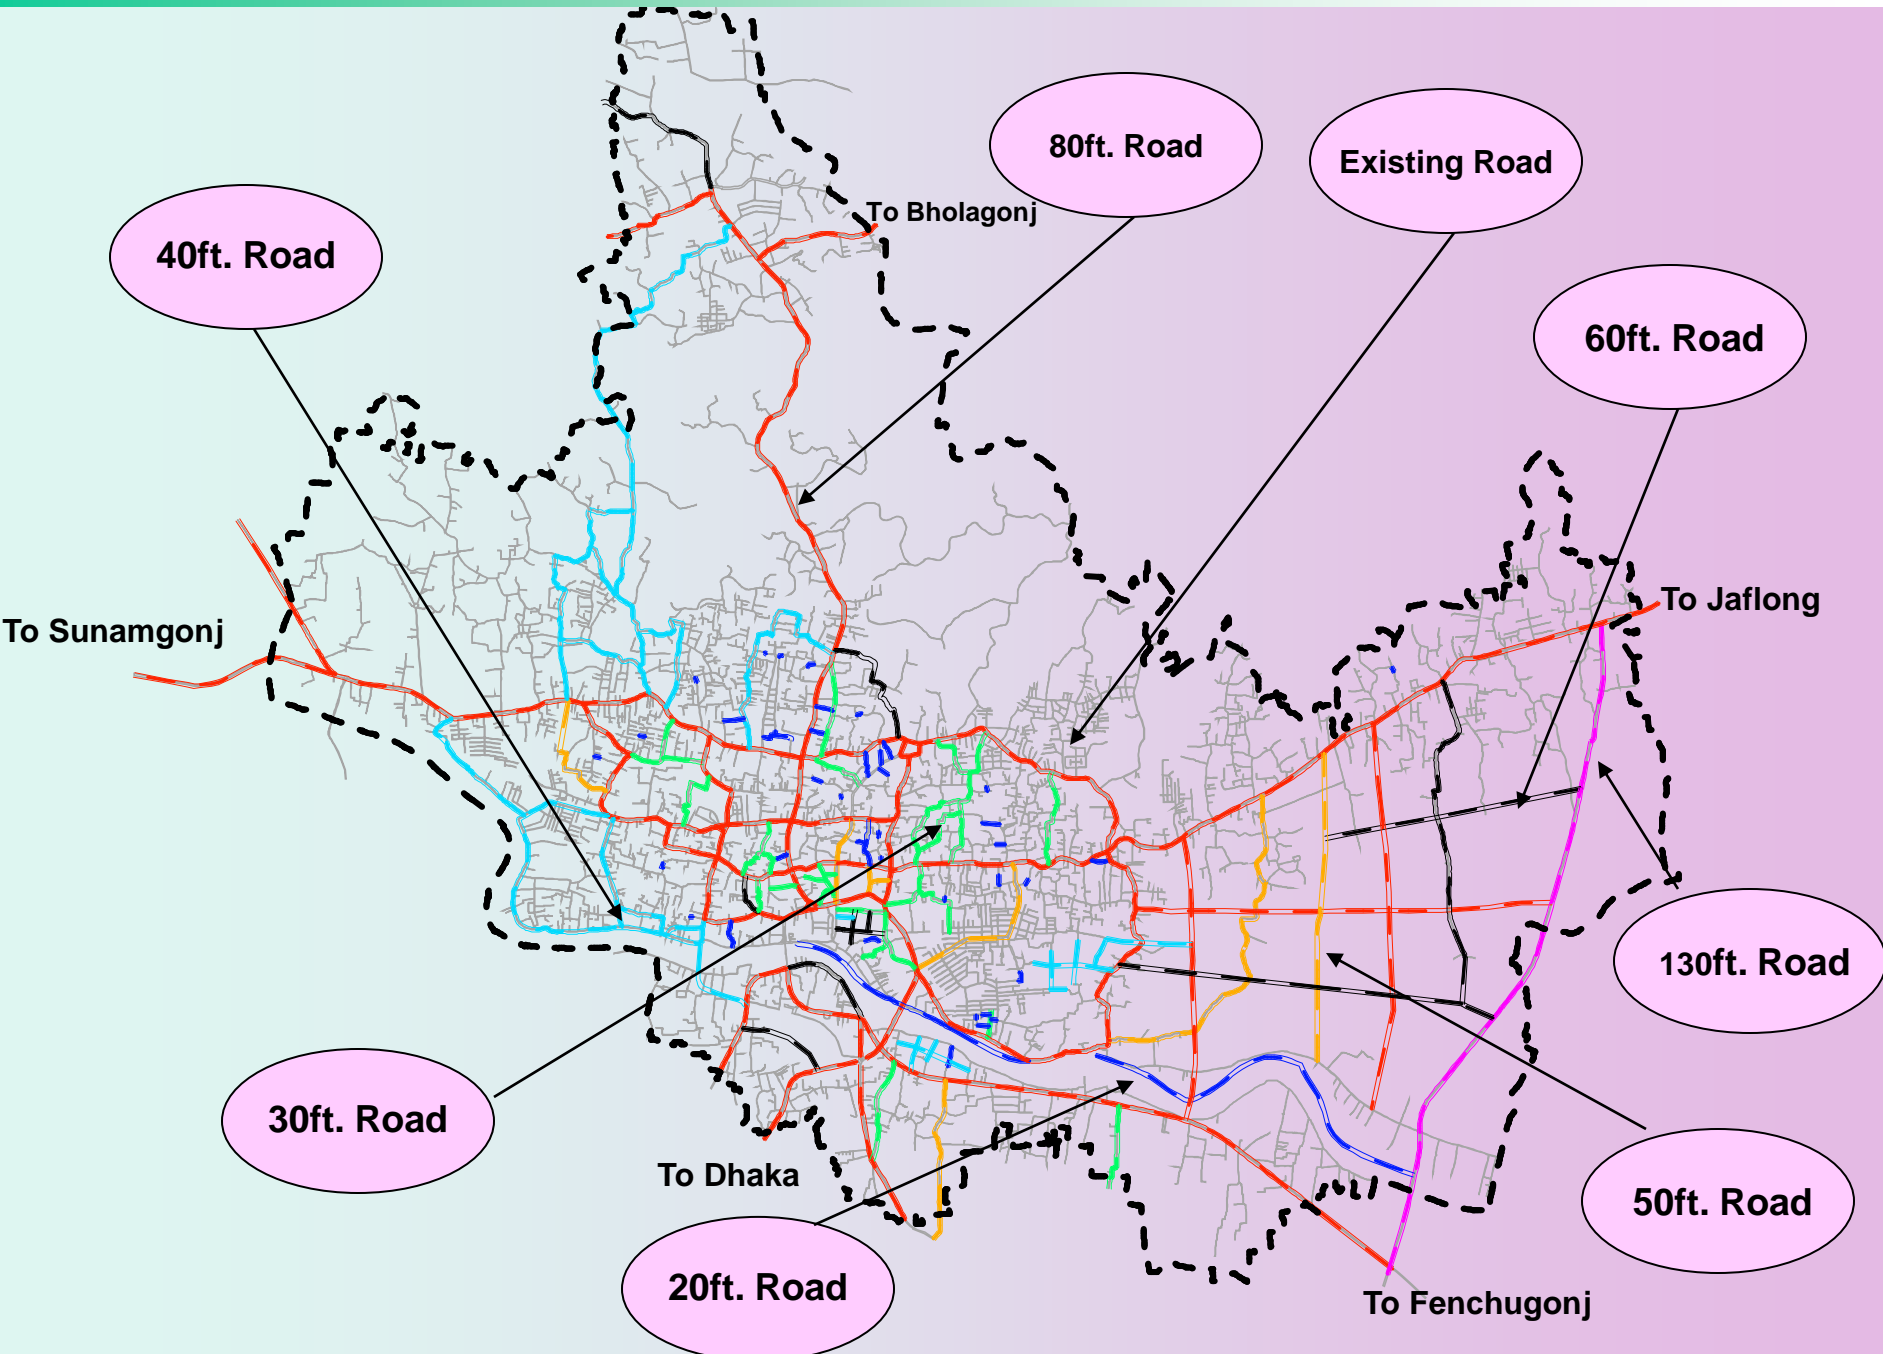 80ft. Road
Existing Road
To Bholagonj
40ft. Road
60ft. Road
To Jaflong
To Sunamgonj
130ft. Road
30ft. Road
To Dhaka
50ft. Road
20ft. Road
To Fenchugonj